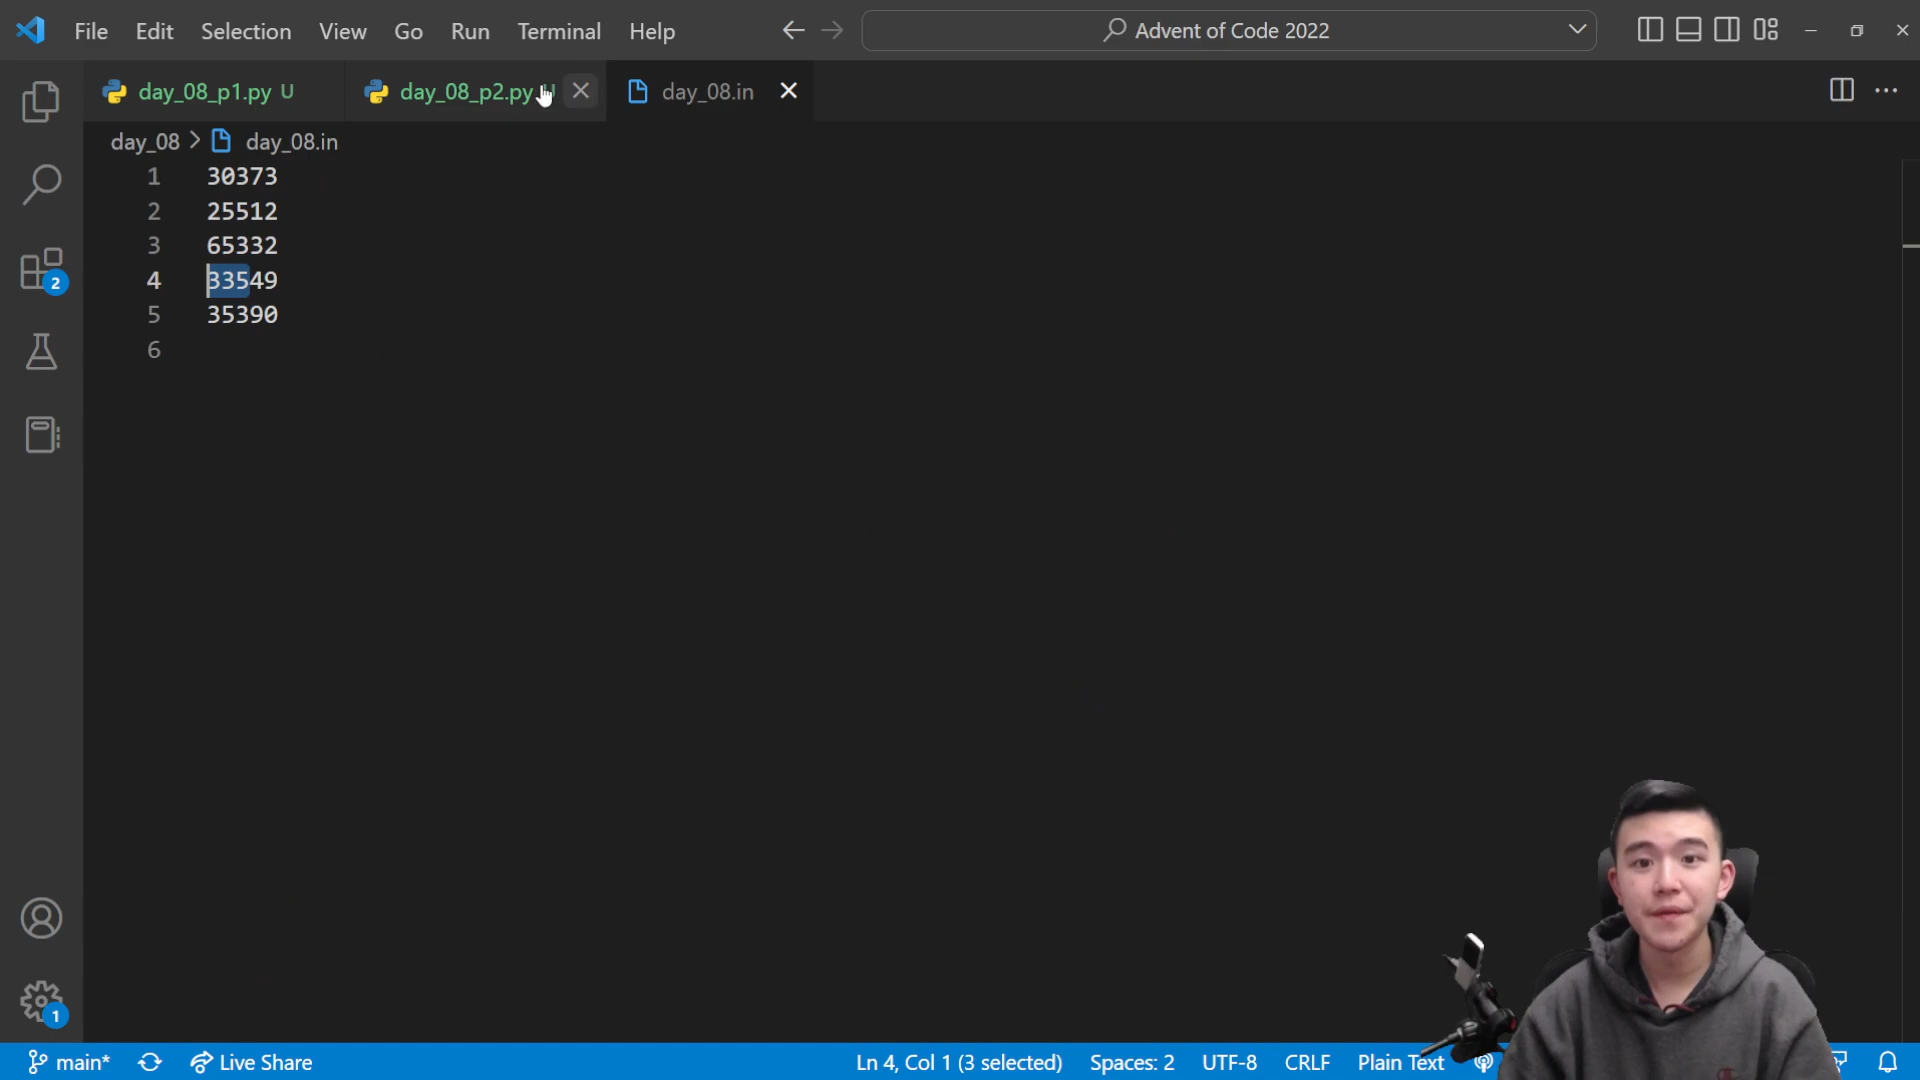 File Edit Selection View Go Run Terminal Help Advent of Code 2022
day_08_p1.py U day_08_p2.py U day_08.in
day_08 > day_08.in
1 30373
2 25512
3 65332
4 33549
5 35390
6
2
1
main* Live Share Ln 4, Col 1 (3 selected) Spaces: 2 UTF-8 CRLF Plain Text